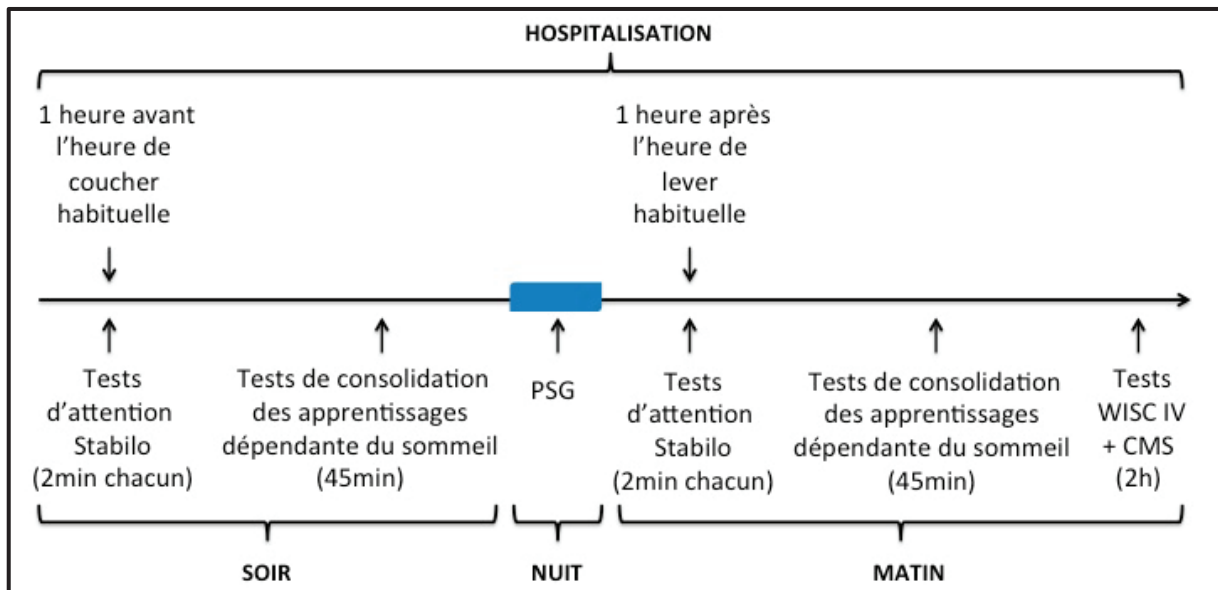 HOSPITALISATION
1 heure avant
l'heure de
coucher
habituelle
1 heure après
l'heure de
lever
habituelle
Tests
d'attention
Stabilo
(2min chacun)
Tests de consolidation
des apprentissages
dépendante du sommeil
(45min)
PSG
Tests
d'attention
Stabilo
(2min chacun)
Tests de consolidation
des apprentissages
dépendante du sommeil
(45min)
Tests
WISC IV
+ CMS
(2h)
SOIR
NUIT
MATIN